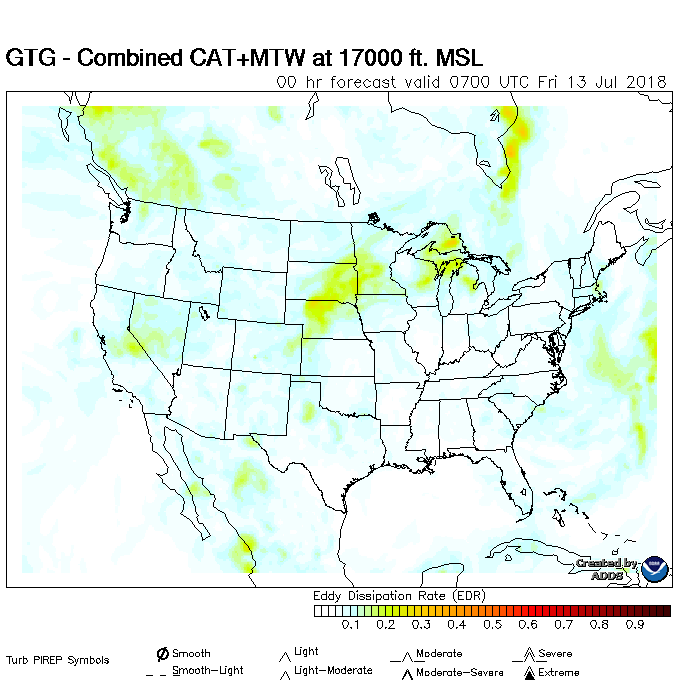 GTG - Combined CAT+MTW at 17000 ft. MSL
00 hr forecast valid 0700 UTC Fri 13 Jul 2018
Created by
ADDS
Eddy Dissipation Rate (EDR)
0.1 0.2 0.3 0.4 0.5 0.6 0.7 0.8 0.9
Turb PIREP Symbols
Smooth Light Moderate Severe
Smooth-Light Light-Moderate Moderate-Severe Extreme